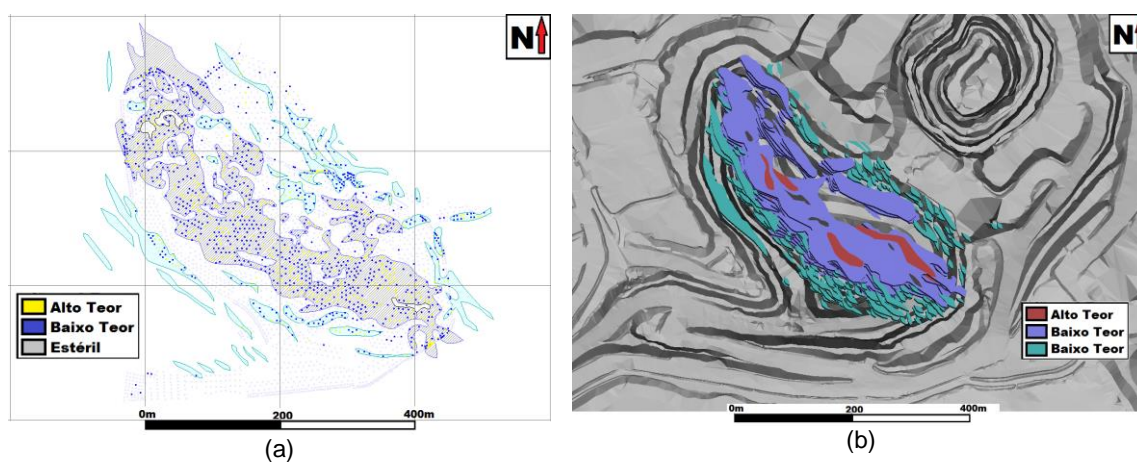 N
Alto Teor
Baixo Teor
Estéril
0m 200 400m
(a)
N
Alto Teor
Baixo Teor
Baixo Teor
0m 200 400m
(b)